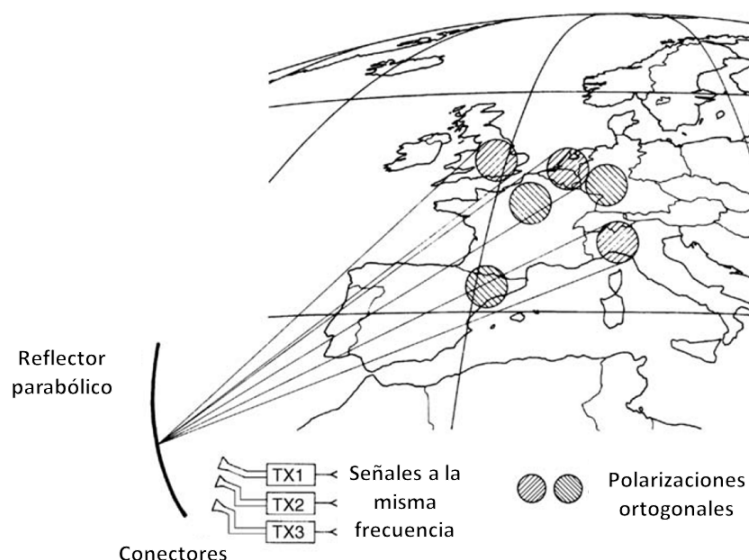 Reflector
parabólico
TX1
TX2
TX3
Señales a la
misma
frecuencia
Polarizaciones
ortogonales
Conectores